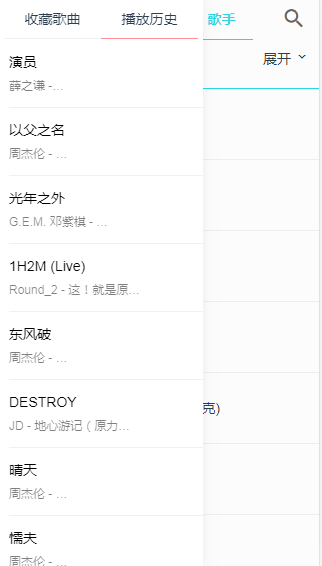 收藏歌曲 播放历史 歌手
展开
演员
薛之谦 -...
以父之名
周杰伦 - ...
光年之外
G.E.M. 邓紫棋 - ...
1H2M (Live)
Round_2 - 这！就是原...
东风破
周杰伦 - ...
克)
DESTROY
JD - 地心游记（原力...
晴天
周杰伦 - ...
懦夫
周杰伦 - ...